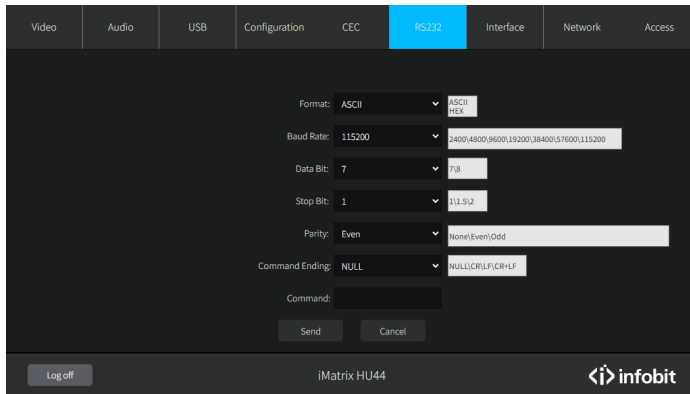 Video Audio USB Configuration CEC RS232 Interface Network Access
Format: ASCII ASCII
HEX
Baud Rate: 115200 2400\4800\9600\19200\38400\57600\115200
Data Bit: 7 7\8
Stop Bit: 1 1\1.5\2
Parity: Even None\Even\Odd
Command Ending: NULL NULL\CR\LF\CR+LF
Command:
Send Cancel
Log off iMatrix HU44 <i> infobit